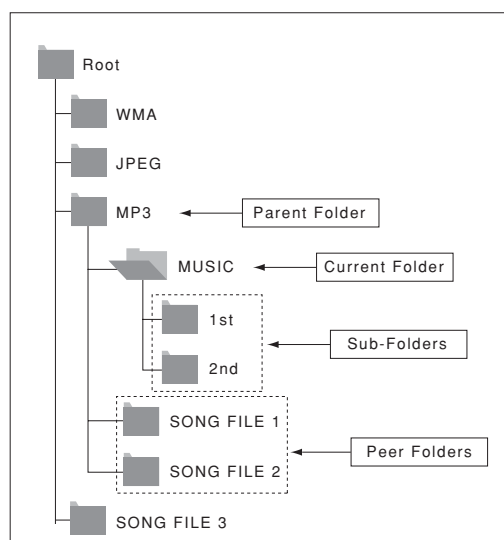 Root
WMA
JPEG
MP3
Parent Folder
MUSIC
Current Folder
1st
Sub-Folders
2nd
SONG FILE 1
Peer Folders
SONG FILE 2
SONG FILE 3